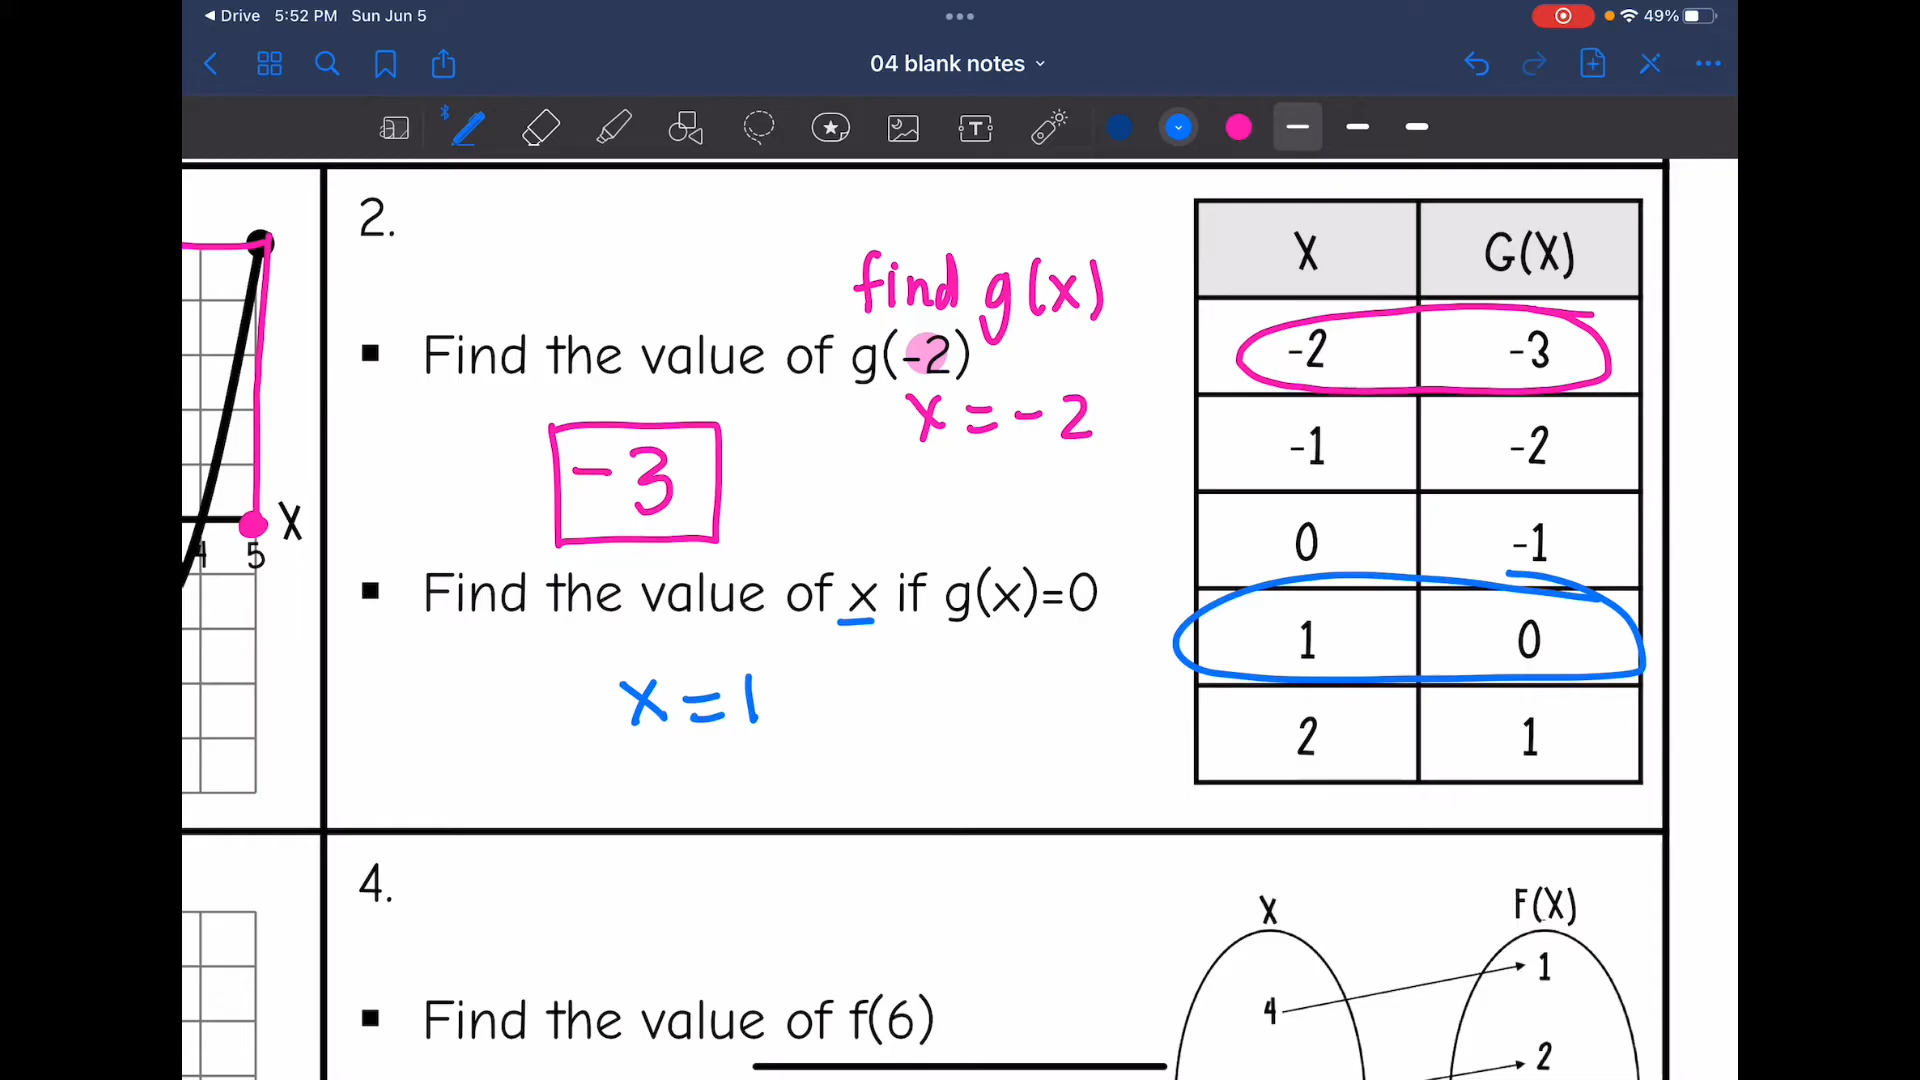 Drive 5:52 PM Sun Jun 5
49%
04 blank notes
2.
find g(x)
Find the value of g(-2)
x = -2
-3
Find the value of x if g(x)=0
x = 1
X G(X)
-2 -3
-1 -2
0 -1
1 0
2 1
X
4 5
4.
X F(X)
1
4
Find the value of f(6)
2